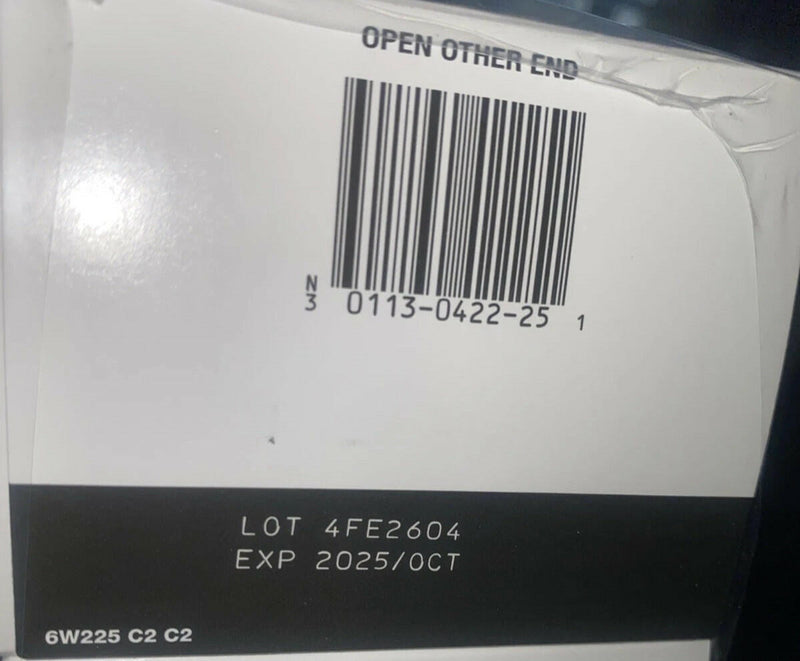 OPEN OTHER END
N
3 0113-0422-25 1
LOT 4FE2604
EXP 2025/OCT
6W225 C2 C2